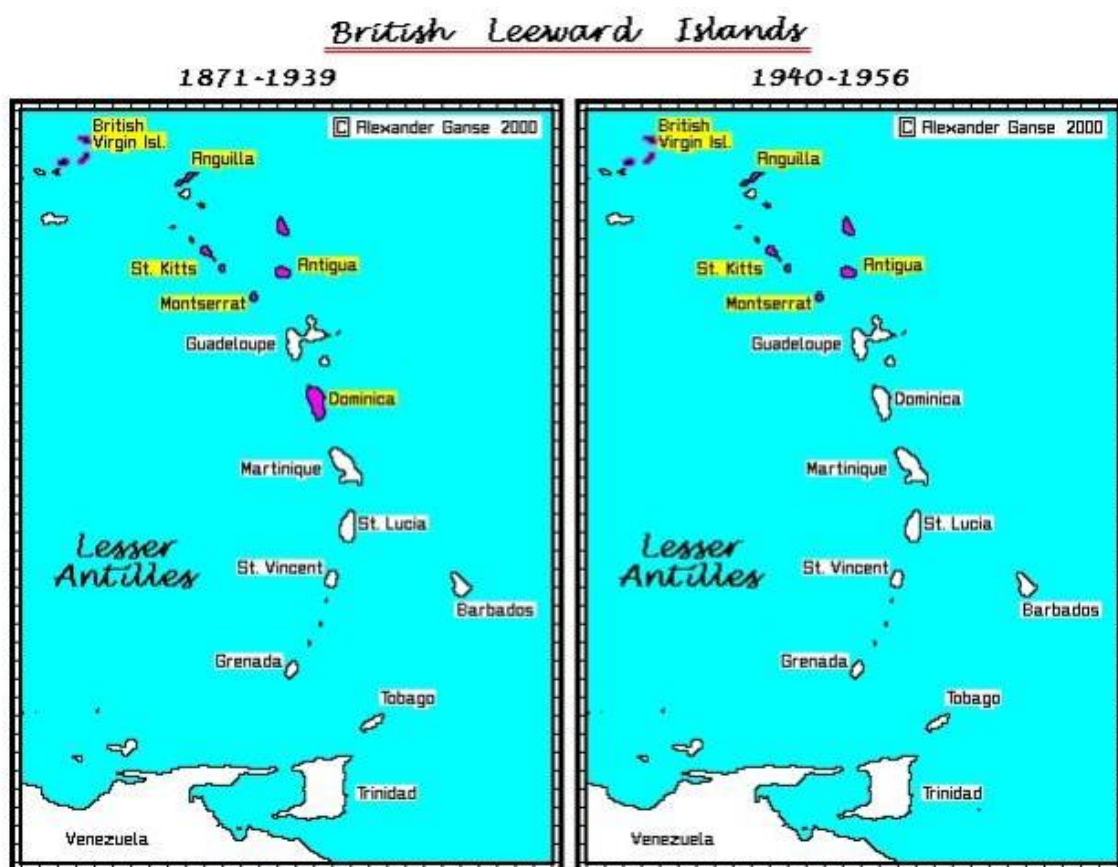 British Leeward Islands
1871-1939
1940-1956
British
Virgin Isl.
C Alexander Ganse 2000
Anguilla
St. Kitts
Antigua
Montserrat
Guadeloupe
Dominica
Martinique
St. Lucia
Lesser
Antilles
St. Vincent
Barbados
Grenada
Tobago
Trinidad
Venezuela
British
Virgin Isl.
C Alexander Ganse 2000
Anguilla
St. Kitts
Antigua
Montserrat
Guadeloupe
Dominica
Martinique
St. Lucia
Lesser
Antilles
St. Vincent
Barbados
Grenada
Tobago
Trinidad
Venezuela